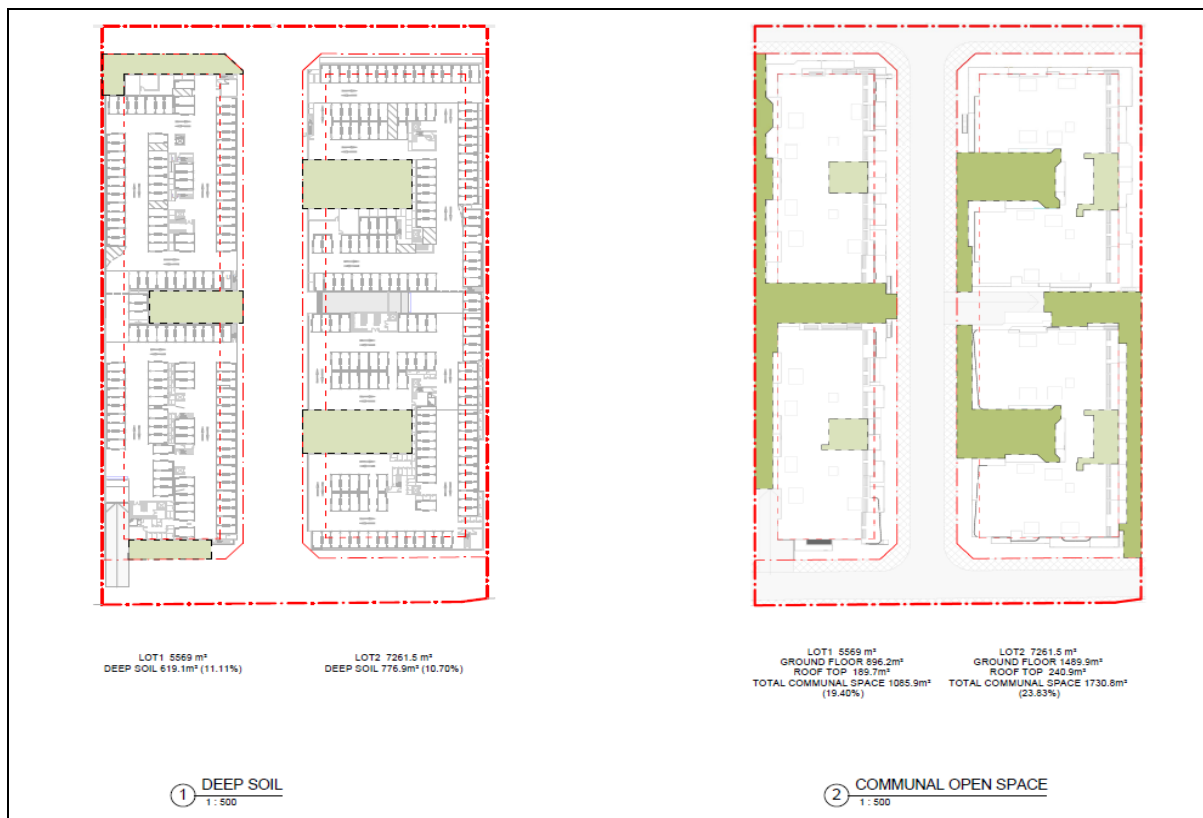 LOT1 5569 m²
DEEP SOIL 619.1m² (11.11%)
LOT2 7261.5 m²
DEEP SOIL 776.9m² (10.70%)
LOT1 5569 m²
GROUND FLOOR 896.2m²
ROOF TOP 189.7m²
TOTAL COMMUNAL SPACE 1085.9m²
(19.40%)
LOT2 7261.5 m²
GROUND FLOOR 1489.9m²
ROOF TOP 240.9m²
TOTAL COMMUNAL SPACE 1730.8m²
(23.83%)
1 DEEP SOIL
1 : 500
2 COMMUNAL OPEN SPACE
1 : 500